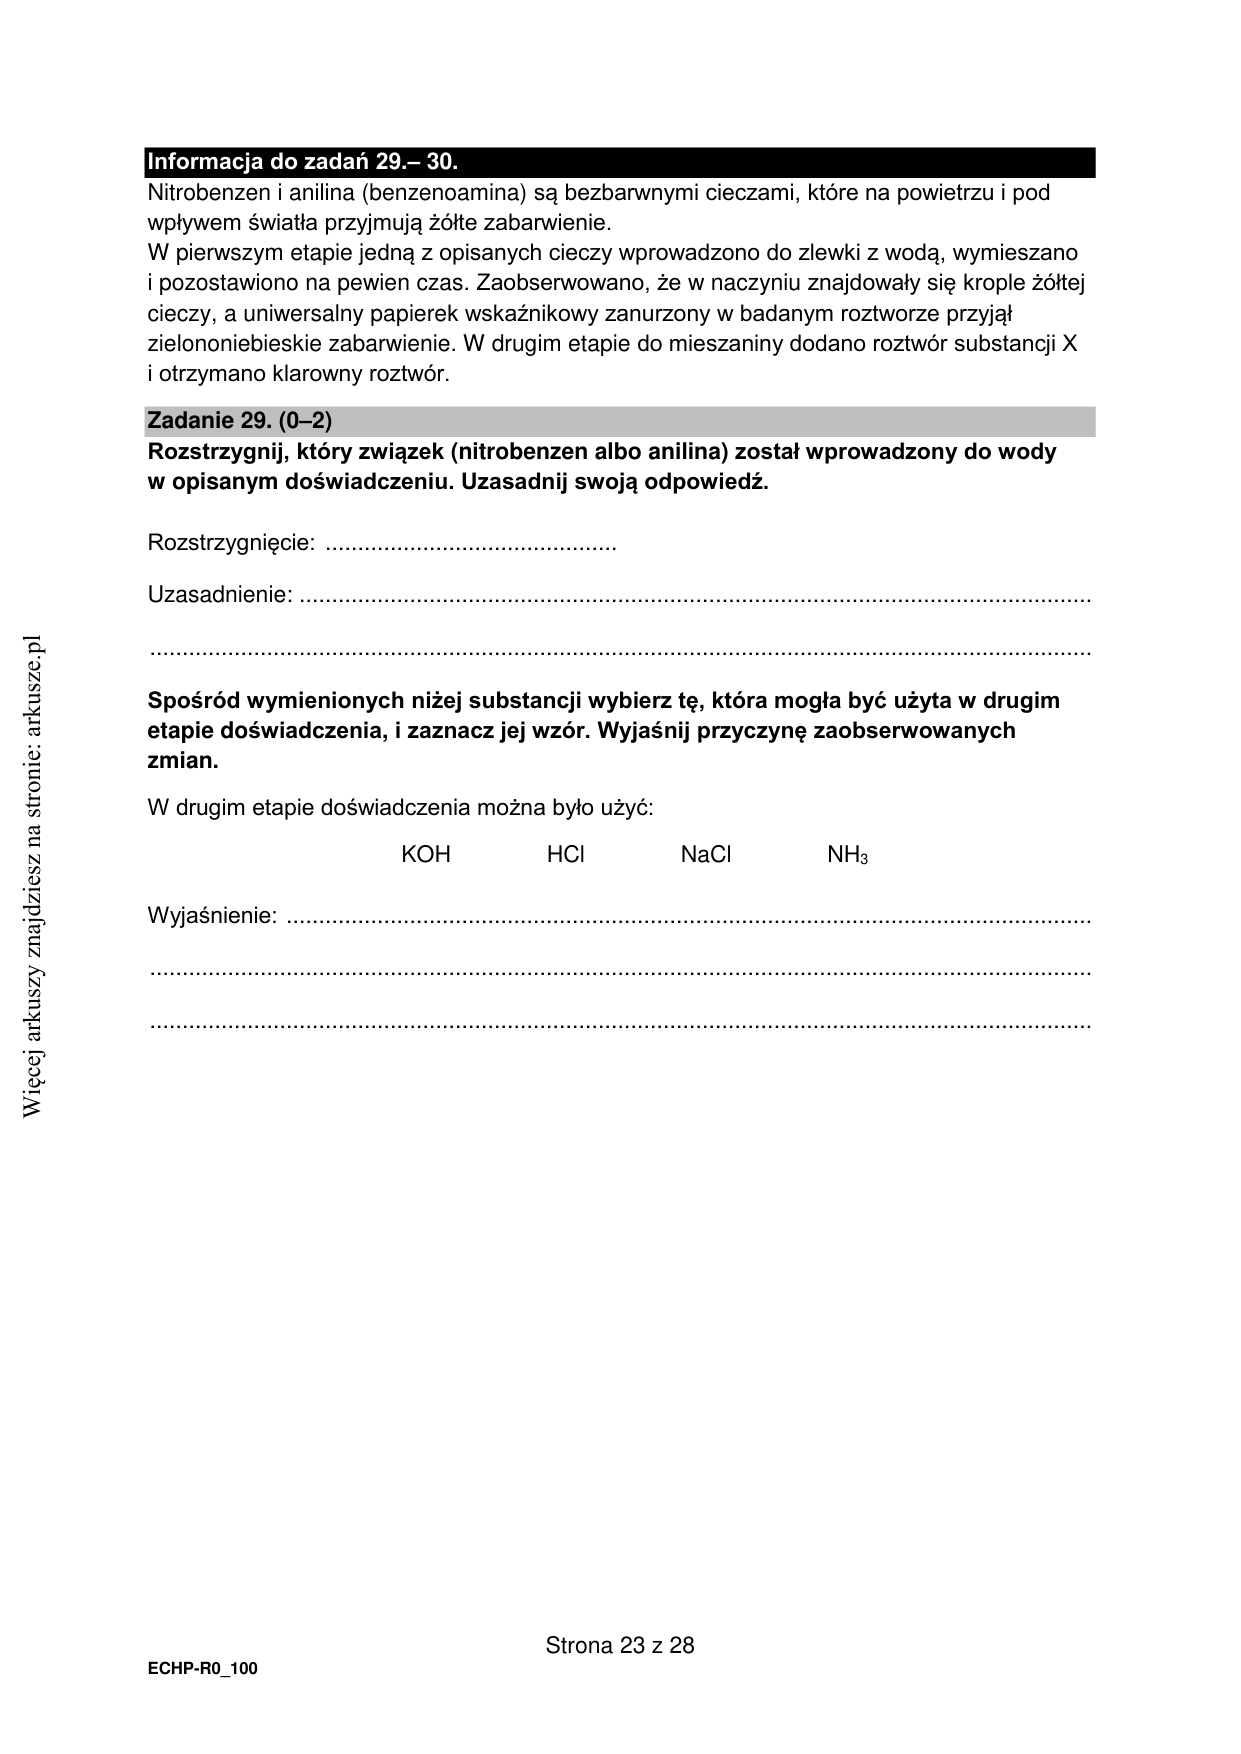 Informacja do zadań 29.– 30.
Nitrobenzen i anilina (benzenoamina) są bezbarwnymi cieczami, które na powietrzu i pod
wpływem światła przyjmują żółte zabarwienie.
W pierwszym etapie jedną z opisanych cieczy wprowadzono do zlewki z wodą, wymieszano
i pozostawiono na pewien czas. Zaobserwowano, że w naczyniu znajdowały się krople żółtej
cieczy, a uniwersalny papierek wskaźnikowy zanurzony w badanym roztworze przyjął
zielononiebieskie zabarwienie. W drugim etapie do mieszaniny dodano roztwór substancji X
i otrzymano klarowny roztwór.
Zadanie 29. (0–2)
Rozstrzygnij, który związek (nitrobenzen albo anilina) został wprowadzony do wody
w opisanym doświadczeniu. Uzasadnij swoją odpowiedź.
Rozstrzygnięcie: .............................................
Uzasadnienie: ..........................................................................................................................
.................................................................................................................................................
Spośród wymienionych niżej substancji wybierz tę, która mogła być użyta w drugim
etapie doświadczenia, i zaznacz jej wzór. Wyjaśnij przyczynę zaobserwowanych
zmian.
W drugim etapie doświadczenia można było użyć:
KOH HCl NaCl NH₃
Wyjaśnienie: ............................................................................................................................
.................................................................................................................................................
.................................................................................................................................................
Strona 23 z 28
ECHP-R0_100
Więcej arkuszy znajdziesz na stronie: arkusze.pl